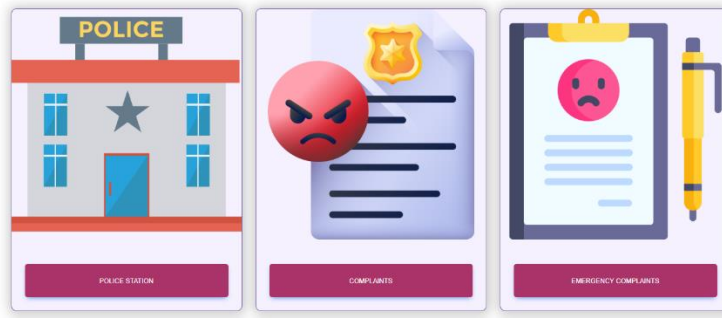 POLICE
POLICE STATION
COMPLAINTS
EMERGENCY COMPLAINTS